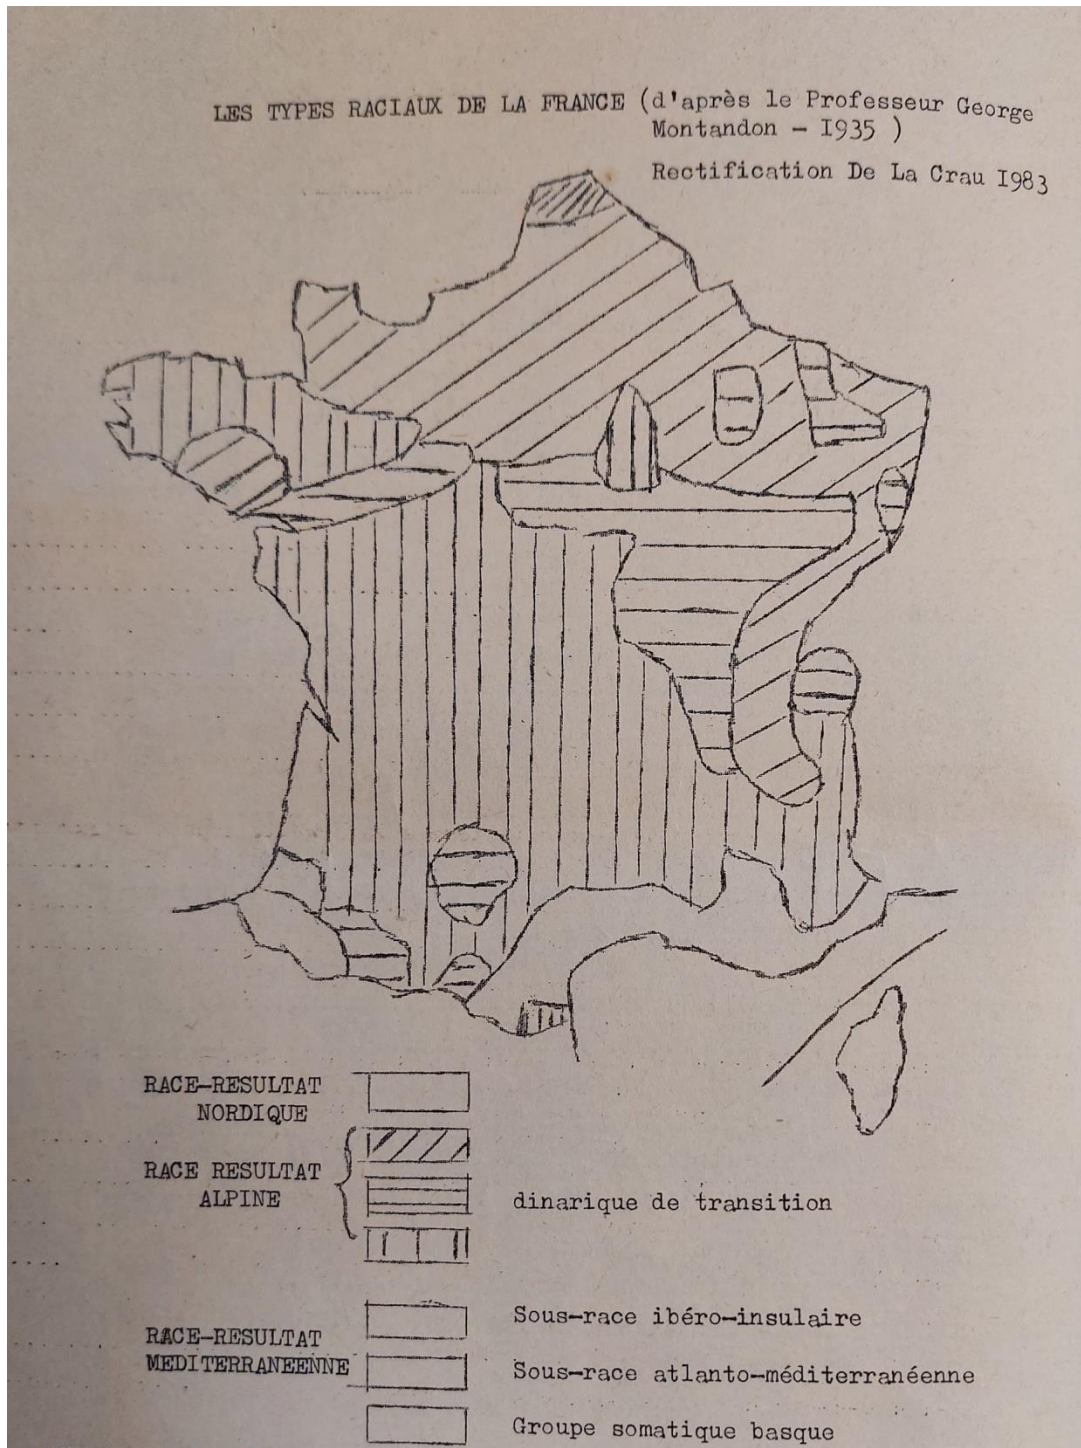 LES TYPES RACIAUX DE LA FRANCE (d'après le Professeur George
Montandon - I935 )
Rectification De La Crau I983
RACE-RESULTAT
NORDIQUE
RACE RESULTAT
ALPINE
dinarique de transition
RACE-RESULTAT
MEDITERRANEENNE
Sous-race ibéro-insulaire
Sous-race atlanto-méditerranéenne
Groupe somatique basque